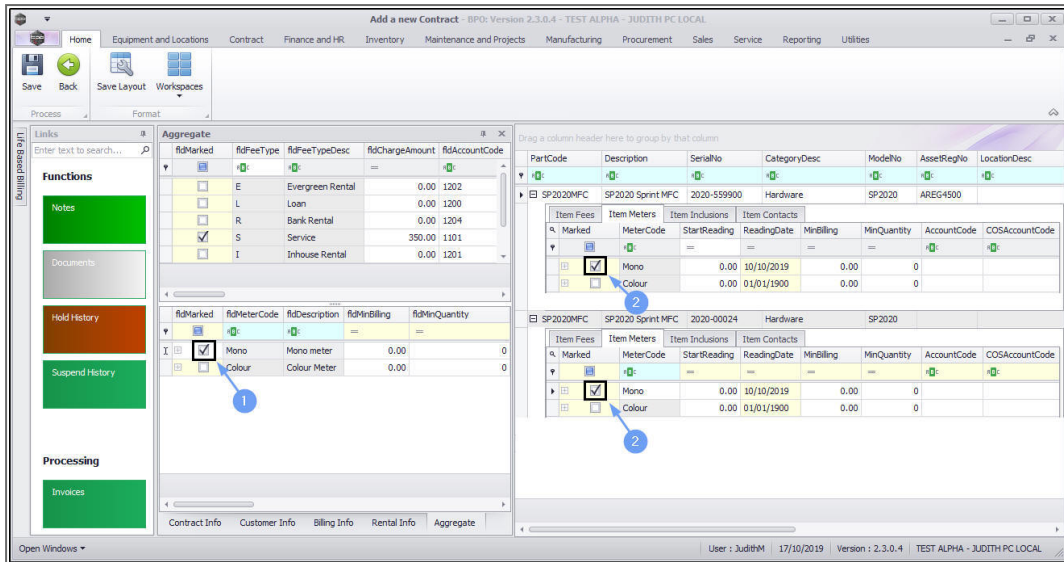 Add a new Contract - BPO: Version 2.3.0.4 - TEST ALPHA - JUDITH PC LOCAL
Home Equipment and Locations Contract Finance and HR Inventory Maintenance and Projects Manufacturing Procurement Sales Service Reporting Utilities
Save Back Save Layout Workspaces
Process Format
Life Based Billing
Links
Enter text to search...
Functions
Notes
Documents
Hold History
Suspend History
Processing
Invoices
Aggregate
fldMarked fldFeeType fldFeeTypeDesc fldChargeAmount fldAccountCode
E Evergreen Rental 0.00 1202
L Loan 0.00 1200
R Bank Rental 0.00 1204
S Service 350.00 1101
I Inhouse Rental 0.00 1201
fldMarked fldMeterCode fldDescription fldMinBilling fldMinQuantity
Mono Mono meter 0.00 0
Colour Colour Meter 0.00 0
1
Contract Info Customer Info Billing Info Rental Info Aggregate
Drag a column header here to group by that column
PartCode Description SerialNo CategoryDesc ModelNo AssetRegNo LocationDesc
SP2020MFC SP2020 Sprint MFC 2020-559900 Hardware SP2020 AREG4500
Item Fees Item Meters Item Inclusions Item Contacts
Marked MeterCode StartReading ReadingDate MinBilling MinQuantity AccountCode COSAccountCode
Mono 0.00 10/10/2019 0.00 0
Colour 0.00 01/01/1900 0.00 0
2
SP2020MFC SP2020 Sprint MFC 2020-00024 Hardware SP2020
Item Fees Item Meters Item Inclusions Item Contacts
Marked MeterCode StartReading ReadingDate MinBilling MinQuantity AccountCode COSAccountCode
Mono 0.00 10/10/2019 0.00 0
Colour 0.00 01/01/1900 0.00 0
2
Open Windows User : JudithM 17/10/2019 Version : 2.3.0.4 TEST ALPHA - JUDITH PC LOCAL